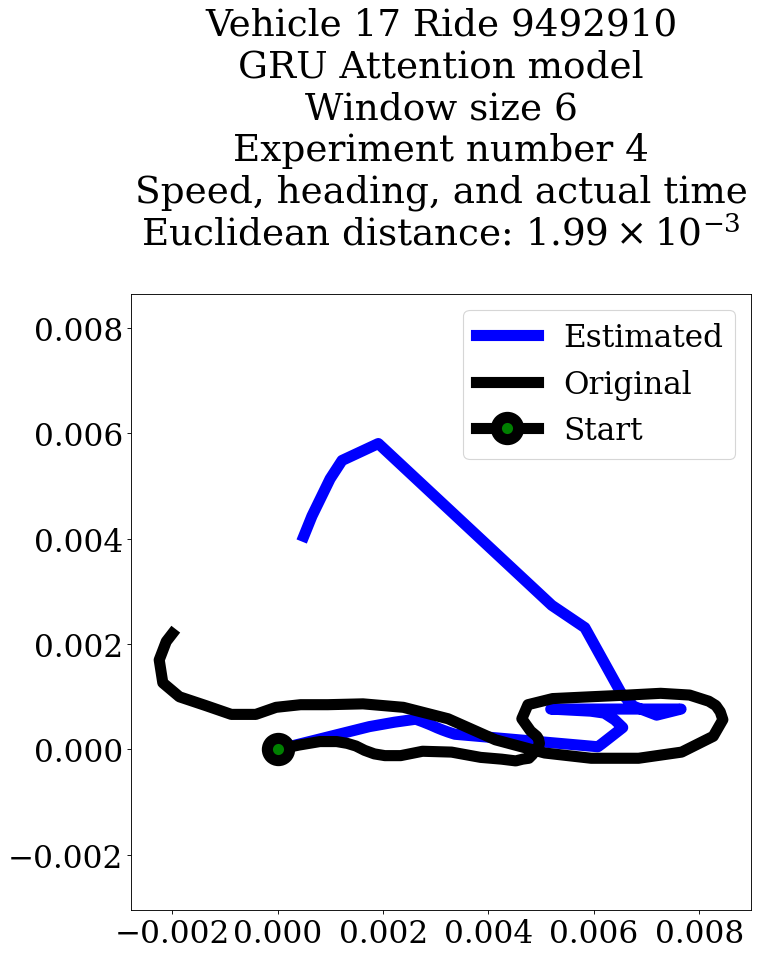 Vehicle 17 Ride 9492910
GRU Attention model
Window size 6
Experiment number 4
Speed, heading, and actual time
Euclidean distance: 1.99 × 10⁻³
Estimated
Original
Start
0.008
0.006
0.004
0.002
0.000
−0.002
−0.002 0.000 0.002 0.004 0.006 0.008